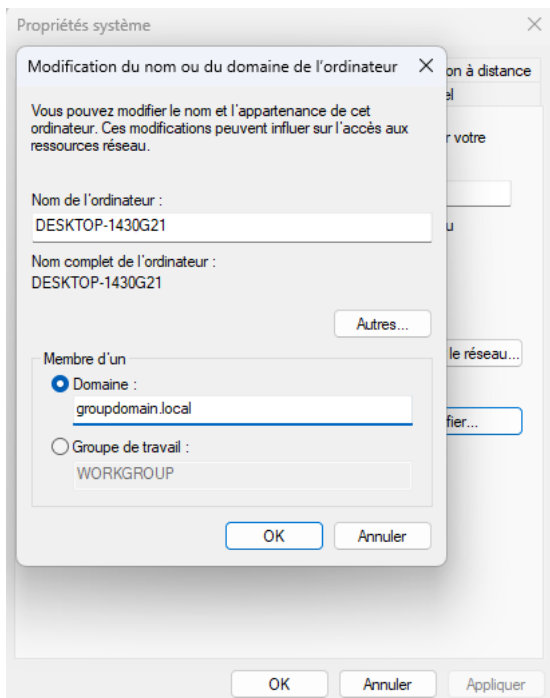 Propriétés système
Modification du nom ou du domaine de l'ordinateur
on à distance
el
Vous pouvez modifier le nom et l'appartenance de cet
ordinateur. Ces modifications peuvent influer sur l'accès aux
ressources réseau.
r votre
Nom de l'ordinateur :
DESKTOP-1430G21
u
Nom complet de l'ordinateur :
DESKTOP-1430G21
Autres...
le réseau...
Membre d'un
Domaine :
groupdomain.local
fier...
Groupe de travail :
WORKGROUP
OK Annuler
OK Annuler Appliquer